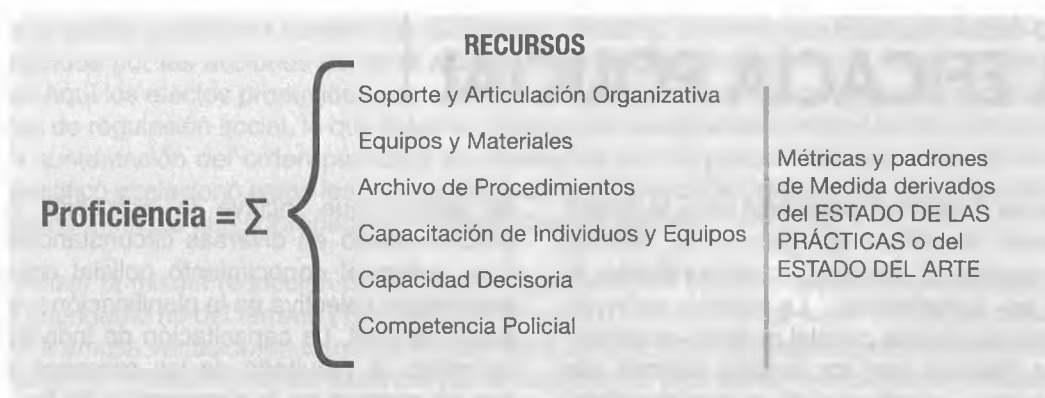 RECURSOS
Proficiencia = Σ
Soporte y Articulación Organizativa
Equipos y Materiales
Archivo de Procedimientos
Capacitación de Individuos y Equipos
Capacidad Decisoria
Competencia Policial
Métricas y padrones
de Medida derivados
del ESTADO DE LAS
PRÁCTICAS o del
ESTADO DEL ARTE